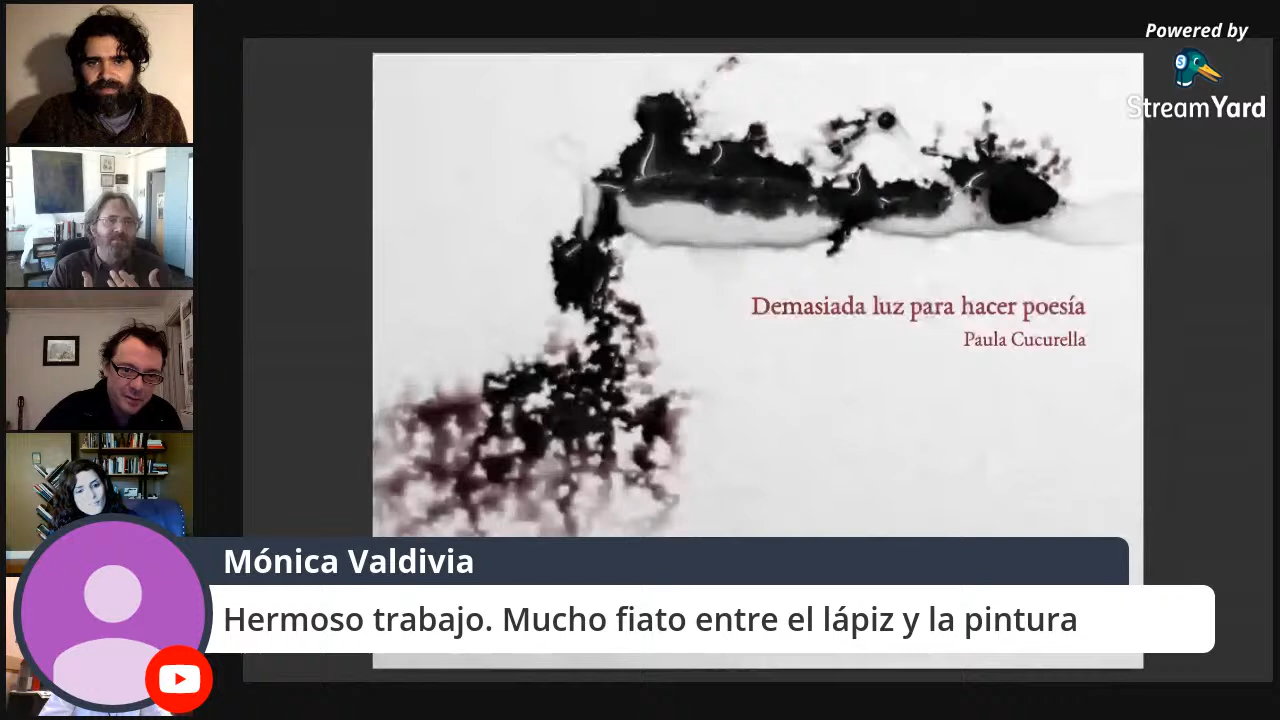 Powered by
StreamYard
Demasiada luz para hacer poesía
Paula Cucurella
Mónica Valdivia
Hermoso trabajo. Mucho fiato entre el lápiz y la pintura